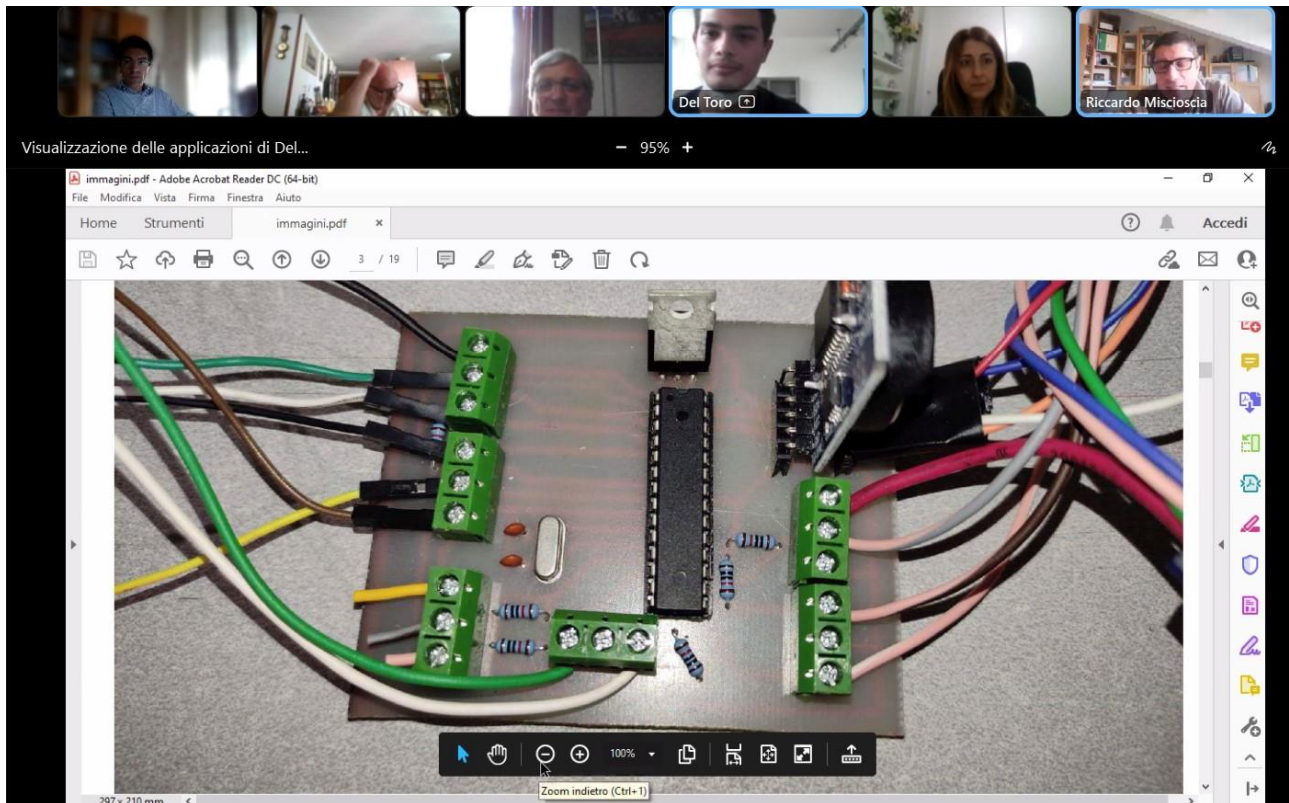 Del Toro
Riccardo Miscioscia
Visualizzazione delle applicazioni di Del...
− 95% +
immagini.pdf - Adobe Acrobat Reader DC (64-bit)
File Modifica Vista Firma Finestra Aiuto
Home Strumenti immagini.pdf × Accedi
3 / 19
100%
Zoom indietro (Ctrl+1)
297 x 210 mm